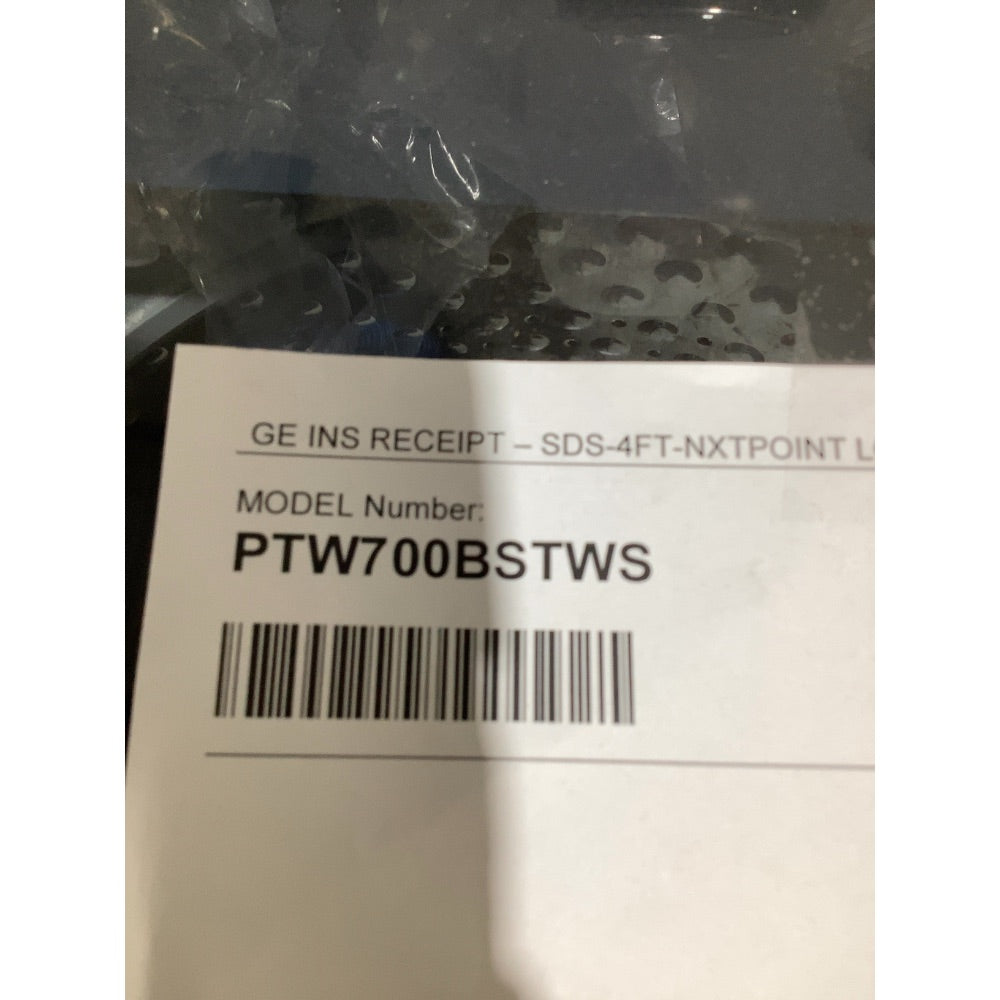 GE INS RECEIPT – SDS-4FT-NXTPOINT
MODEL Number:
PTW700BSTWS